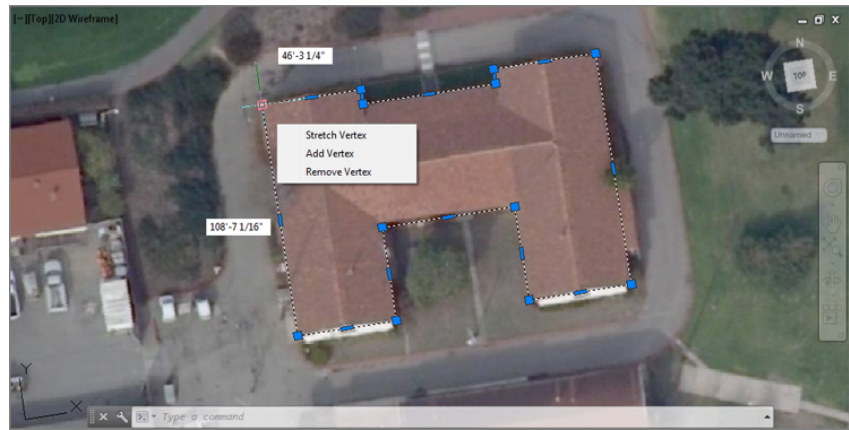 [−][Top][2D Wireframe]
46'-3 1/4"
N
W
TOP
E
S
Unnamed
Stretch Vertex
Add Vertex
Remove Vertex
108'-7 1/16"
Y
X
Type a command